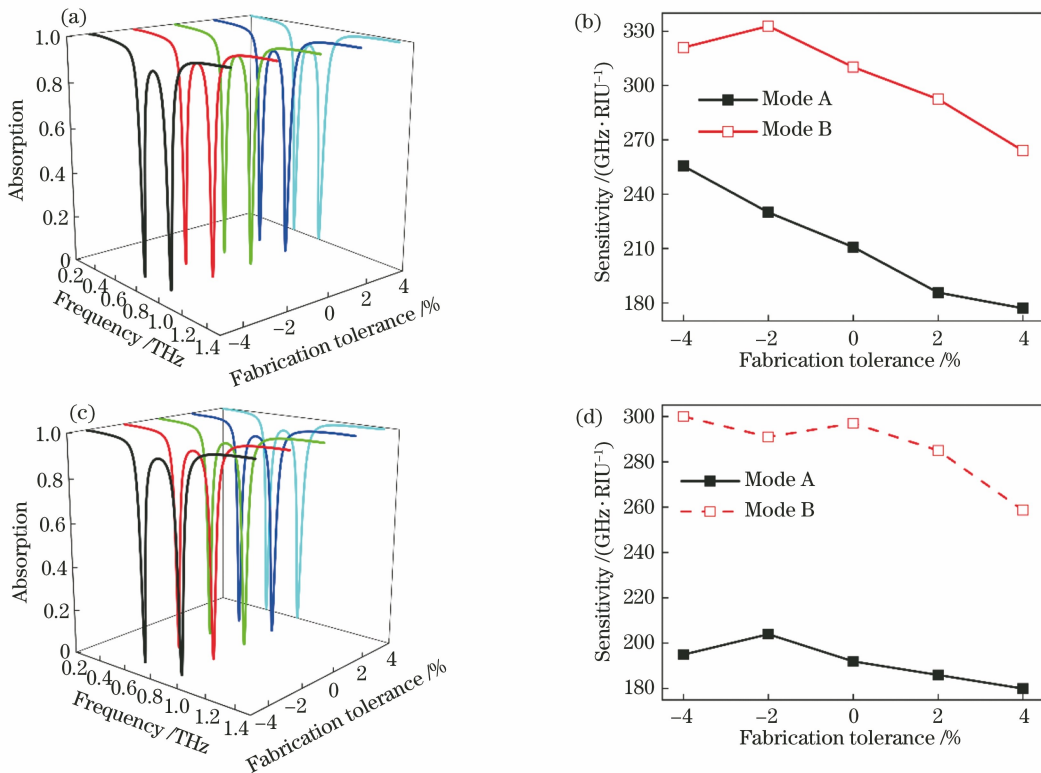 (a)
1.0
0.8
0.6
0.4
0.2
0
Absorption
0.2
0.4
0.6
0.8
1.0
1.2
1.4
Frequency /THz
−4
−2
0
2
4
Fabrication tolerance /%
(b)
330
300
270
240
210
180
Sensitivity /(GHz·RIU⁻¹)
Mode A
Mode B
−4 −2 0 2 4
Fabrication tolerance /%
(c)
1.0
0.8
0.6
0.4
0.2
0
Absorption
0.2
0.4
0.6
0.8
1.0
1.2
1.4
Frequency /THz
−4
−2
0
2
4
Fabrication tolerance /%
(d)
300
280
260
240
220
200
180
Sensitivity /(GHz·RIU⁻¹)
Mode A
Mode B
−4 −2 0 2 4
Fabrication tolerance /%